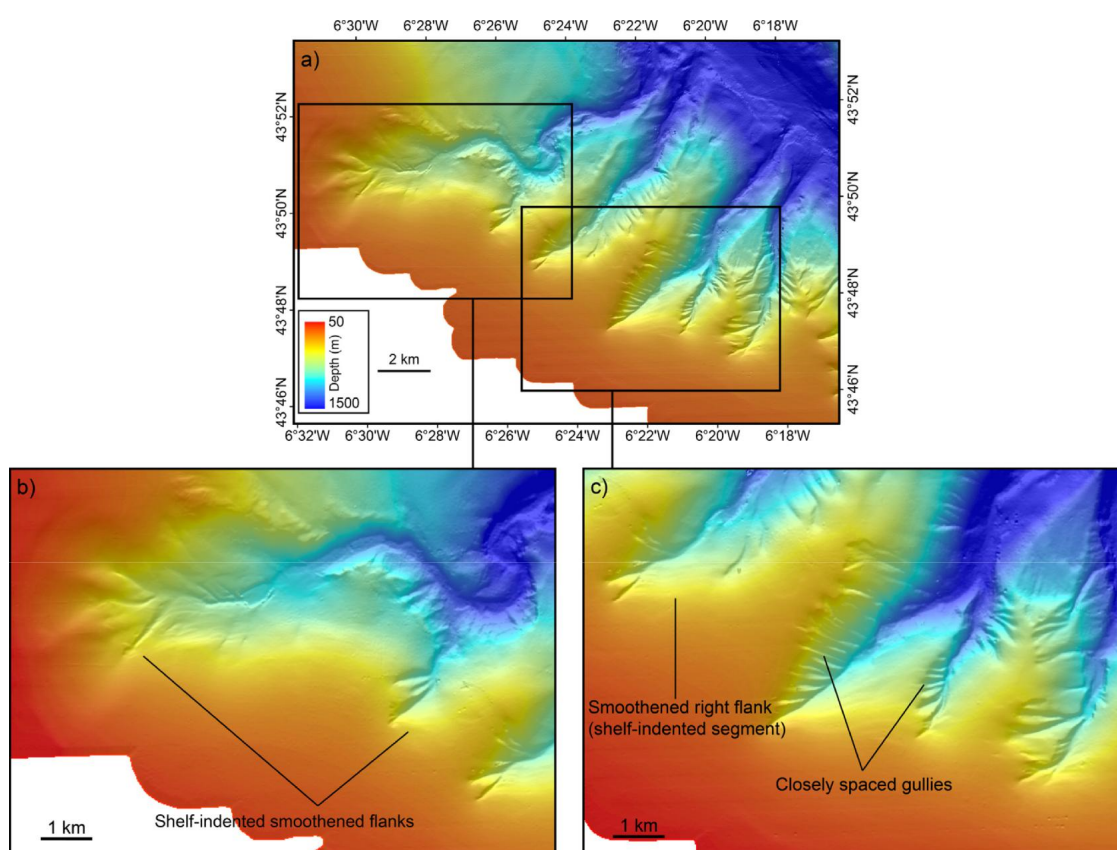 6°30'W 6°28'W 6°26'W 6°24'W 6°22'W 6°20'W 6°18'W
a)
43°52'N
43°50'N
43°48'N
43°46'N
43°52'N
43°50'N
43°48'N
43°46'N
50
Depth (m)
1500
2 km
6°32'W 6°30'W 6°28'W 6°26'W 6°24'W 6°22'W 6°20'W 6°18'W
b)
Shelf-indented smoothened flanks
1 km
c)
Smoothened right flank
(shelf-indented segment)
Closely spaced gullies
1 km